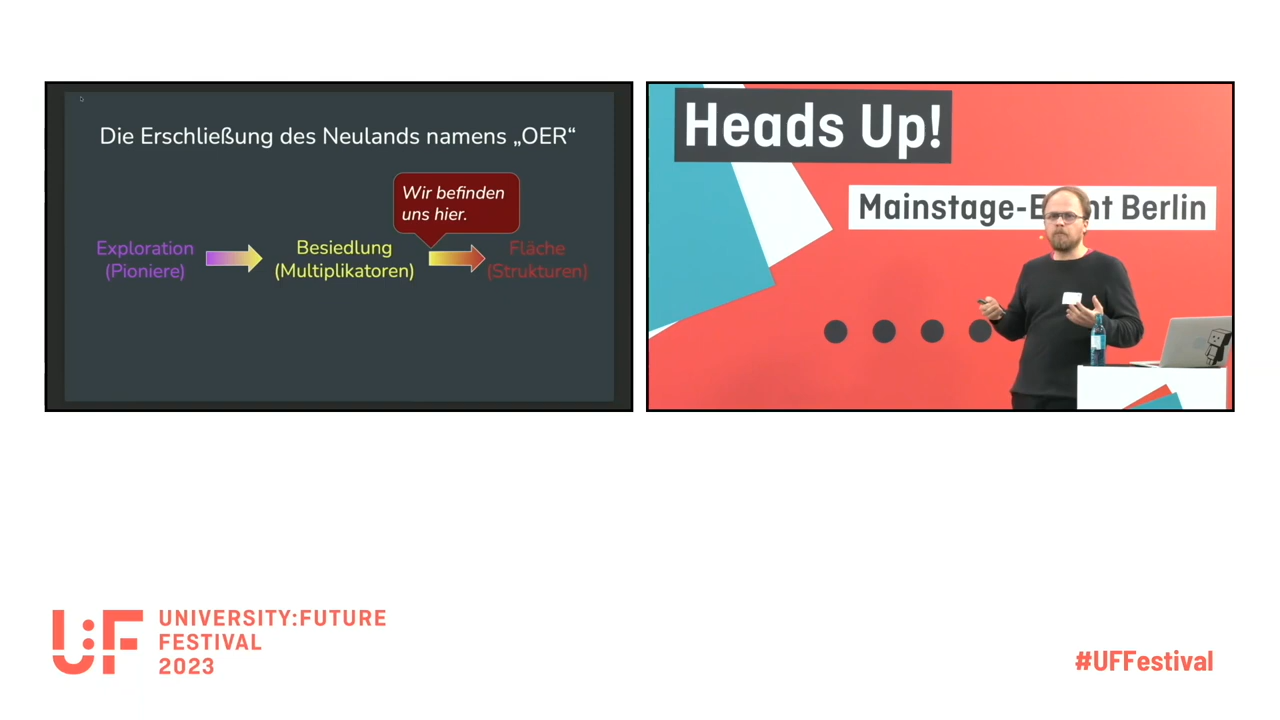 Die Erschließung des Neulands namens „OER“
Wir befinden
uns hier.
Exploration
(Pioniere)
Besiedlung
(Multiplikatoren)
Fläche
(Strukturen)
Heads Up!
Mainstage-E nt Berlin
U:F
UNIVERSITY:FUTURE
FESTIVAL
2023
#UFFestival